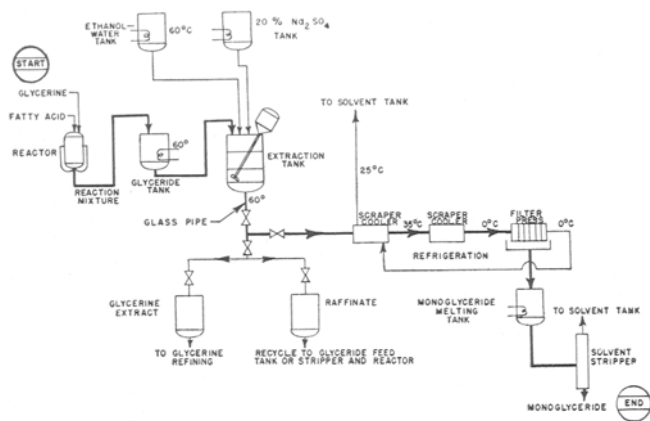 ETHANOL
WATER
TANK
60°C
20 % Na2SO4
TANK
START
GLYCERINE
FATTY ACID
REACTOR
REACTION
MIXTURE
60°
GLYCERIDE
TANK
EXTRACTION
TANK
60°
GLASS PIPE
TO SOLVENT TANK
25°C
SCRAPER
COOLER
35°C
SCRAPER
COOLER
0°C
FILTER
PRESS
0°C
REFRIGERATION
GLYCERINE
EXTRACT
TO GLYCERINE
REFINING
RAFFINATE
RECYCLE TO GLYCERIDE FEED
TANK OR STRIPPER AND REACTOR
MONOGLYCERIDE
MELTING
TANK
TO SOLVENT TANK
SOLVENT
STRIPPER
MONOGLYCERIDE
END